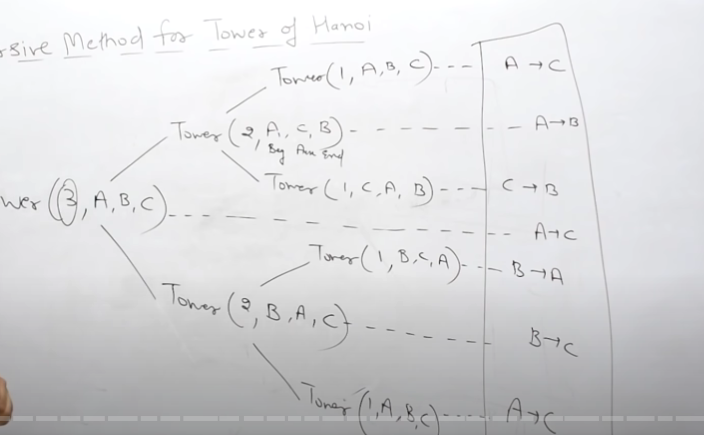 rsive Method for Tower of Hanoi
Tower(1, A, B, C)--- A→C
Tower(2, A, C, B)------- A→B
Beg Aux End
Tower(1, C, A, B)--- C→B
wer(3, A, B, C)--------- A→C
Tower(1, B, C, A)--- B→A
Tower(2, B, A, C)------- B→C
Tower(1, A, B, C)---- A→C